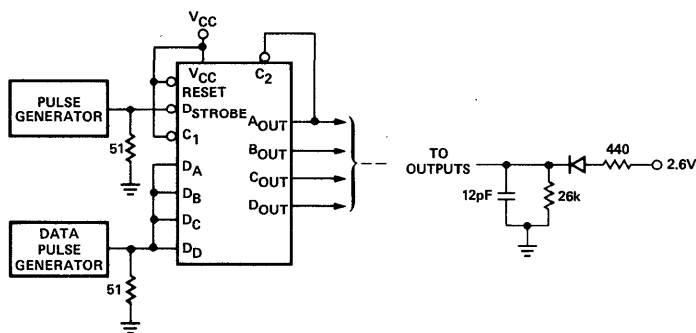 VCC
VCC
C2
RESET
PULSE
GENERATOR
DSTROBE
C1
51
AOUT
BOUT
COUT
DOUT
DA
DB
DC
DD
DATA
PULSE
GENERATOR
51
TO
OUTPUTS
12pF
26k
440
2.6V